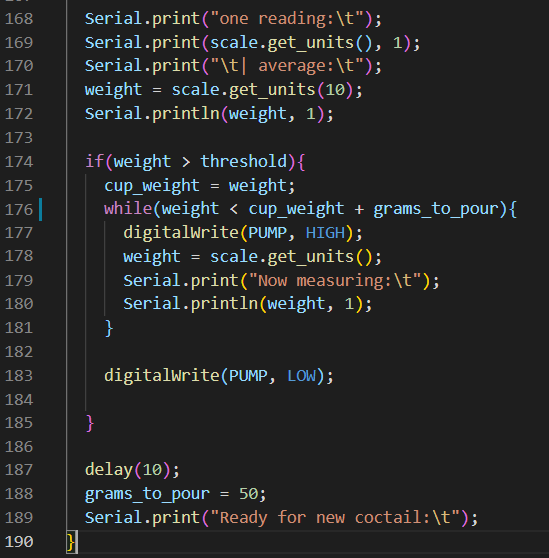 168 Serial.print("one reading:\t");
169 Serial.print(scale.get_units(), 1);
170 Serial.print("\t| average:\t");
171 weight = scale.get_units(10);
172 Serial.println(weight, 1);
173
174 if(weight > threshold){
175 cup_weight = weight;
176 while(weight < cup_weight + grams_to_pour){
177 digitalWrite(PUMP, HIGH);
178 weight = scale.get_units();
179 Serial.print("Now measuring:\t");
180 Serial.println(weight, 1);
181 }
182
183 digitalWrite(PUMP, LOW);
184
185 }
186
187 delay(10);
188 grams_to_pour = 50;
189 Serial.print("Ready for new coctail:\t");
190 }